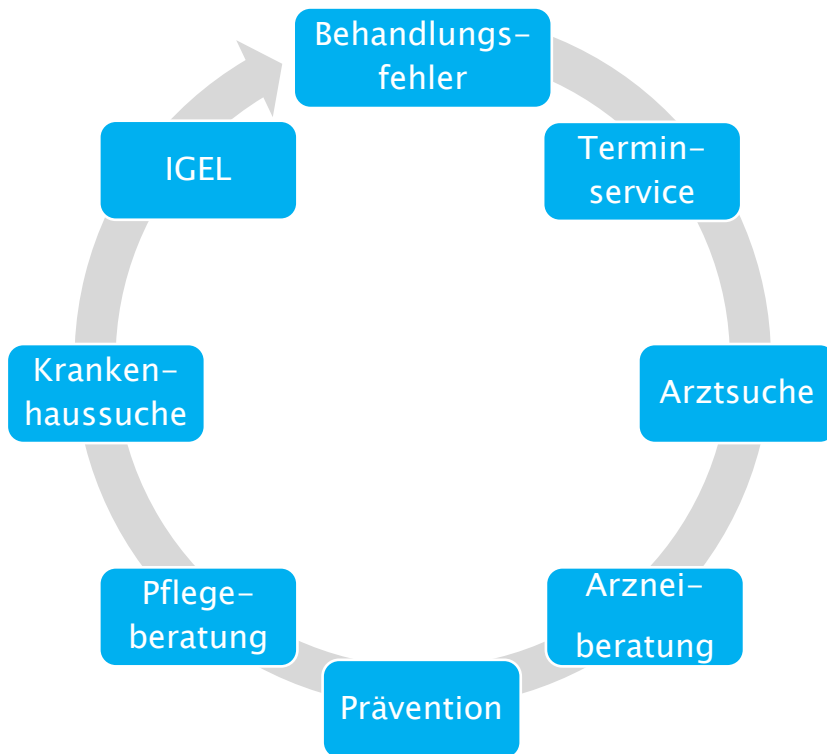 Behandlungs-
fehler
Termin-
service
Arztsuche
Arznei-
beratung
Prävention
Pflege-
beratung
Kranken-
haussuche
IGEL